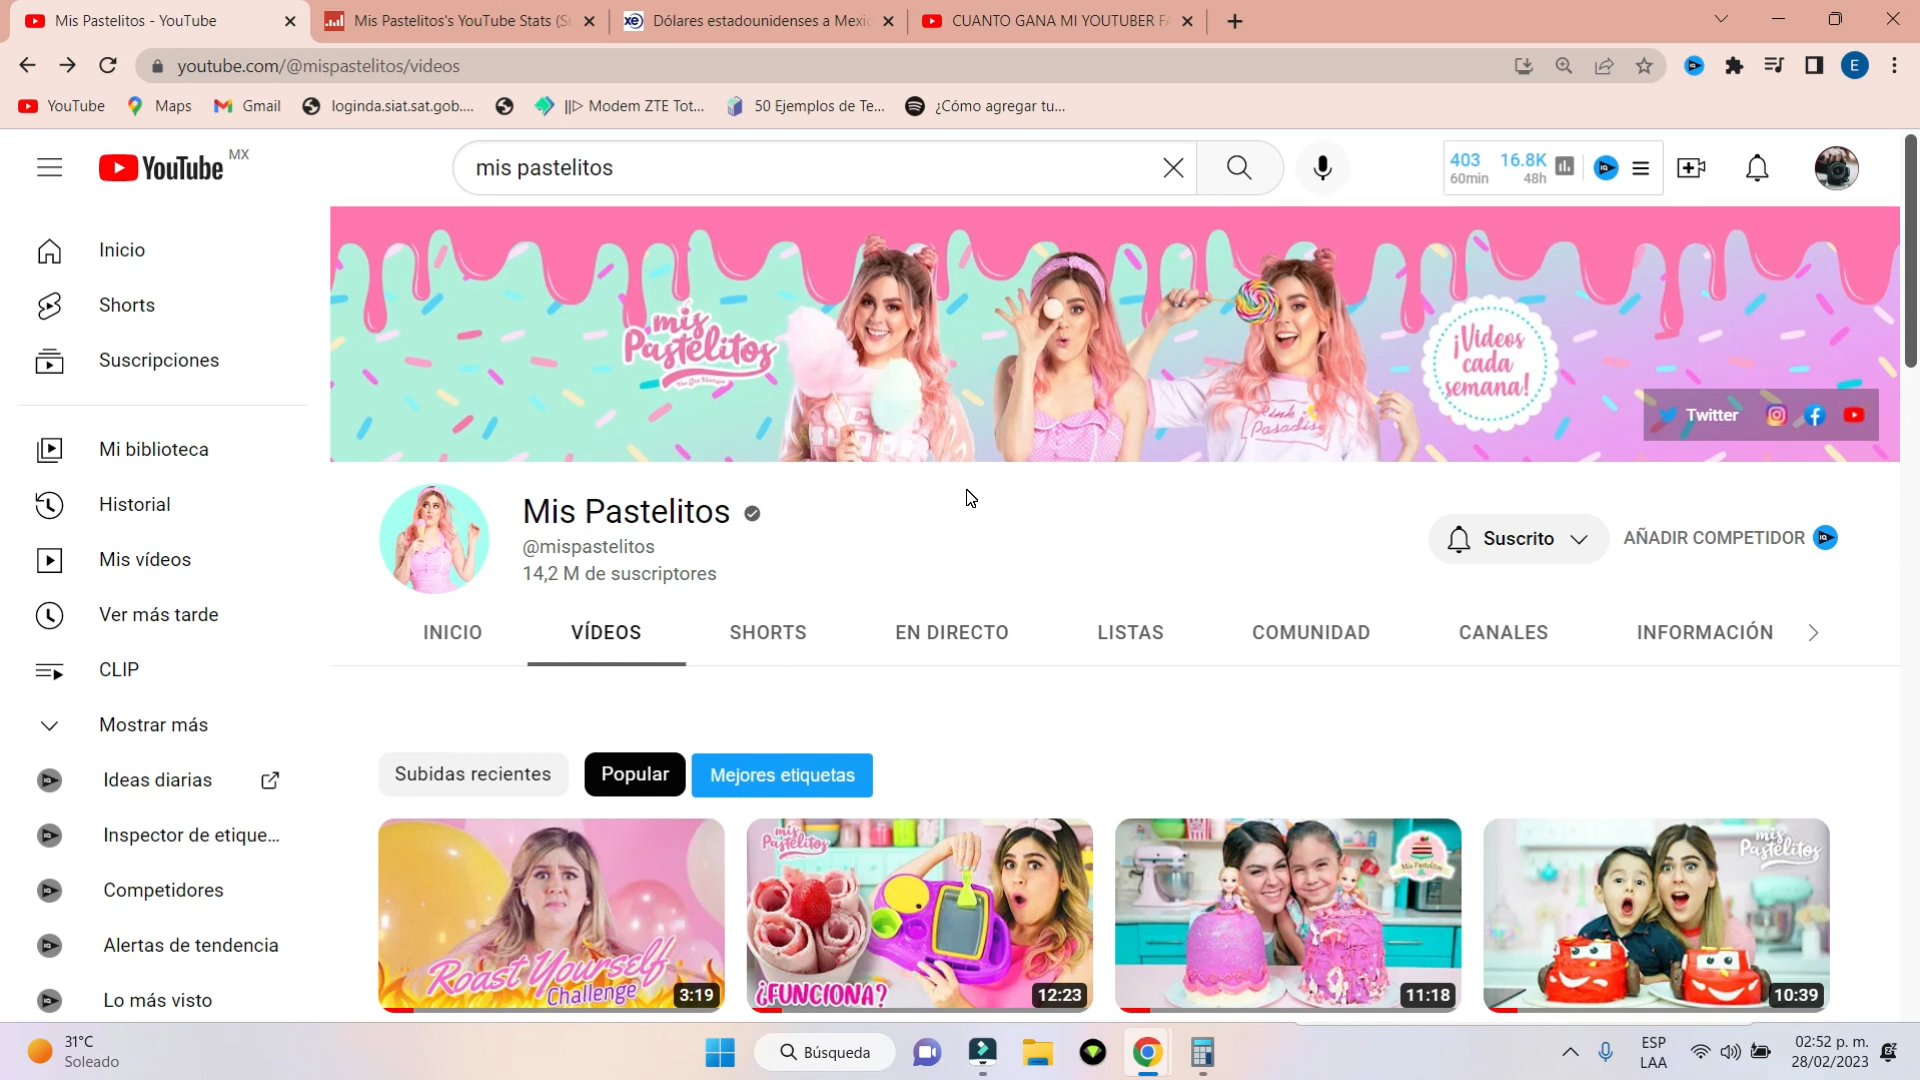 Mis Pastelitos - YouTube
Mis Pastelitos's YouTube Stats (S
Dólares estadounidenses a Mexic
CUANTO GANA MI YOUTUBER FA
youtube.com/@mispastelitos/videos
E
YouTube
Maps
Gmail
loginda.siat.sat.gob....
||▷ Modem ZTE Tot...
50 Ejemplos de Te...
¿Cómo agregar tu...
YouTube MX
mis pastelitos
403 16.8K
60min 48h
Inicio
Shorts
Suscripciones
Mi biblioteca
Historial
Mis vídeos
Ver más tarde
CLIP
Mostrar más
Ideas diarias
Inspector de etique...
Competidores
Alertas de tendencia
Lo más visto
mis
Pastelitos
Pink
Paradise
¡Videos
cada
semana!
Twitter
Mis Pastelitos
@mispastelitos
14,2 M de suscriptores
Suscrito
AÑADIR COMPETIDOR
INICIO
VÍDEOS
SHORTS
EN DIRECTO
LISTAS
COMUNIDAD
CANALES
INFORMACIÓN
Subidas recientes
Popular
Mejores etiquetas
Roast Yourself
Challenge
3:19
mis
Pastelitos
¿FUNCIONA?
12:23
Mis Pastelitos
11:18
mis
Pastelitos
10:39
31°C
Soleado
Búsqueda
ESP
LAA
02:52 p. m.
28/02/2023